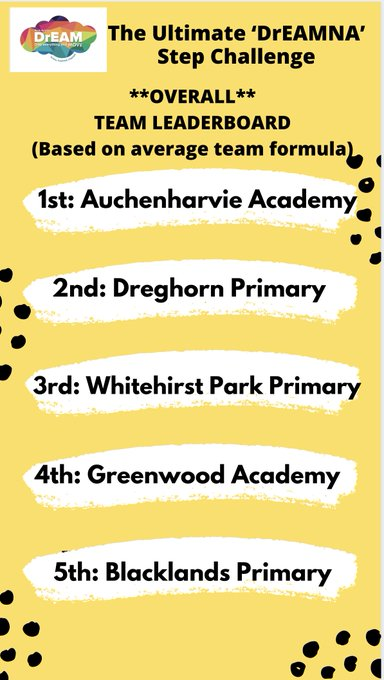 DrEAM
The Ultimate ‘DrEAMNA’
Step Challenge
**OVERALL**
TEAM LEADERBOARD
(Based on average team formula)
1st: Auchenharvie Academy
2nd: Dreghorn Primary
3rd: Whitehirst Park Primary
4th: Greenwood Academy
5th: Blacklands Primary